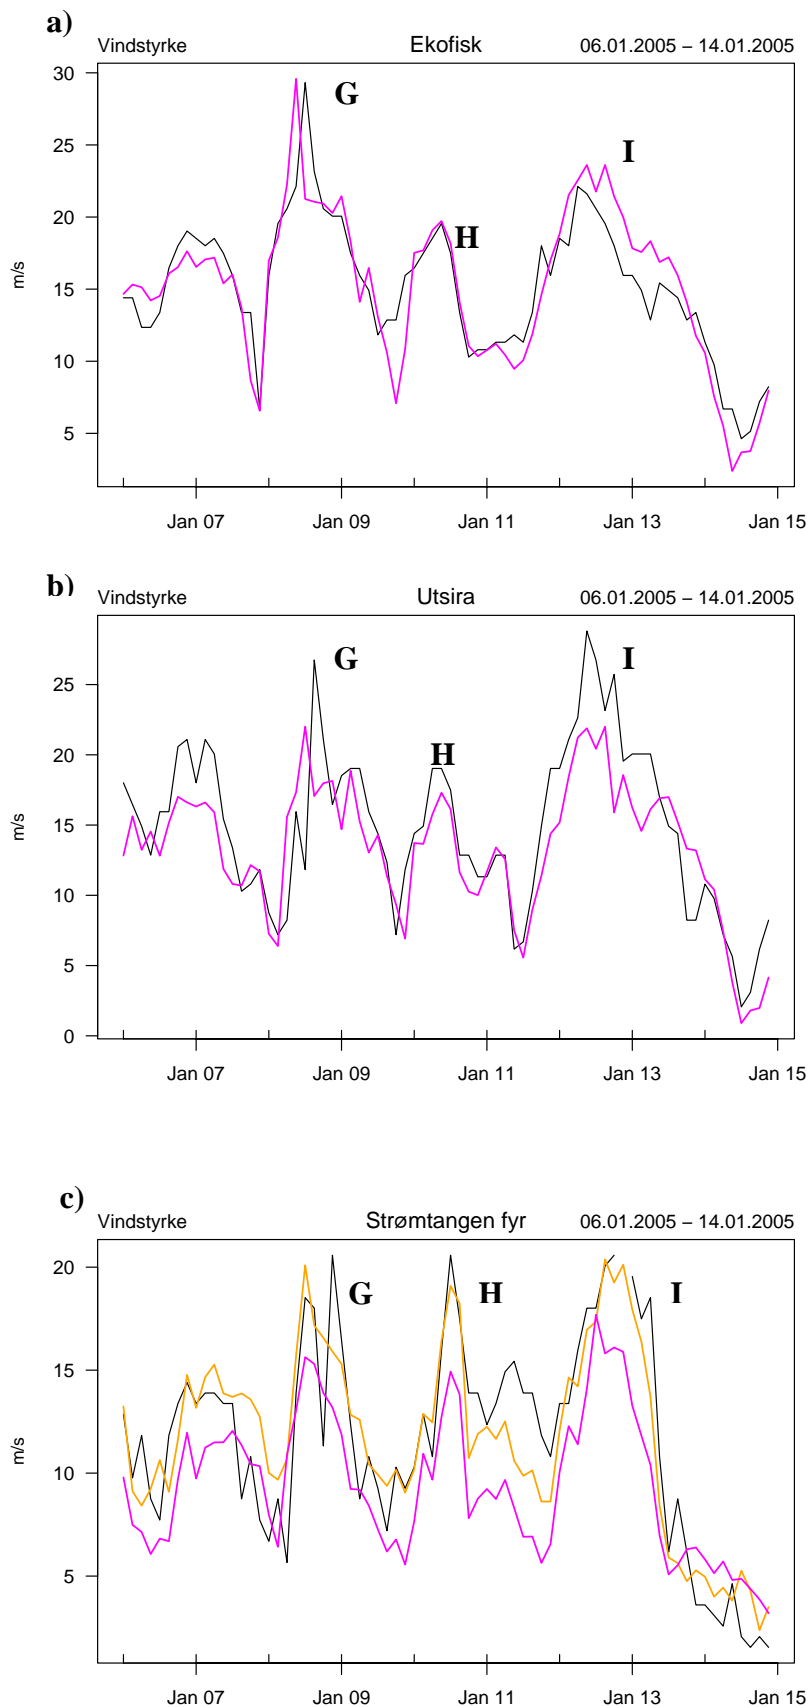 a)
Vindstyrke Ekofisk 06.01.2005 – 14.01.2005
30
G
25
I
20
H
m/s
15
10
5
Jan 07 Jan 09 Jan 11 Jan 13 Jan 15
b)
Vindstyrke Utsira 06.01.2005 – 14.01.2005
G I
25
20
H
m/s
15
10
5
0
Jan 07 Jan 09 Jan 11 Jan 13 Jan 15
c)
Vindstyrke Strømtangen fyr 06.01.2005 – 14.01.2005
20
G H I
15
m/s
10
5
Jan 07 Jan 09 Jan 11 Jan 13 Jan 15